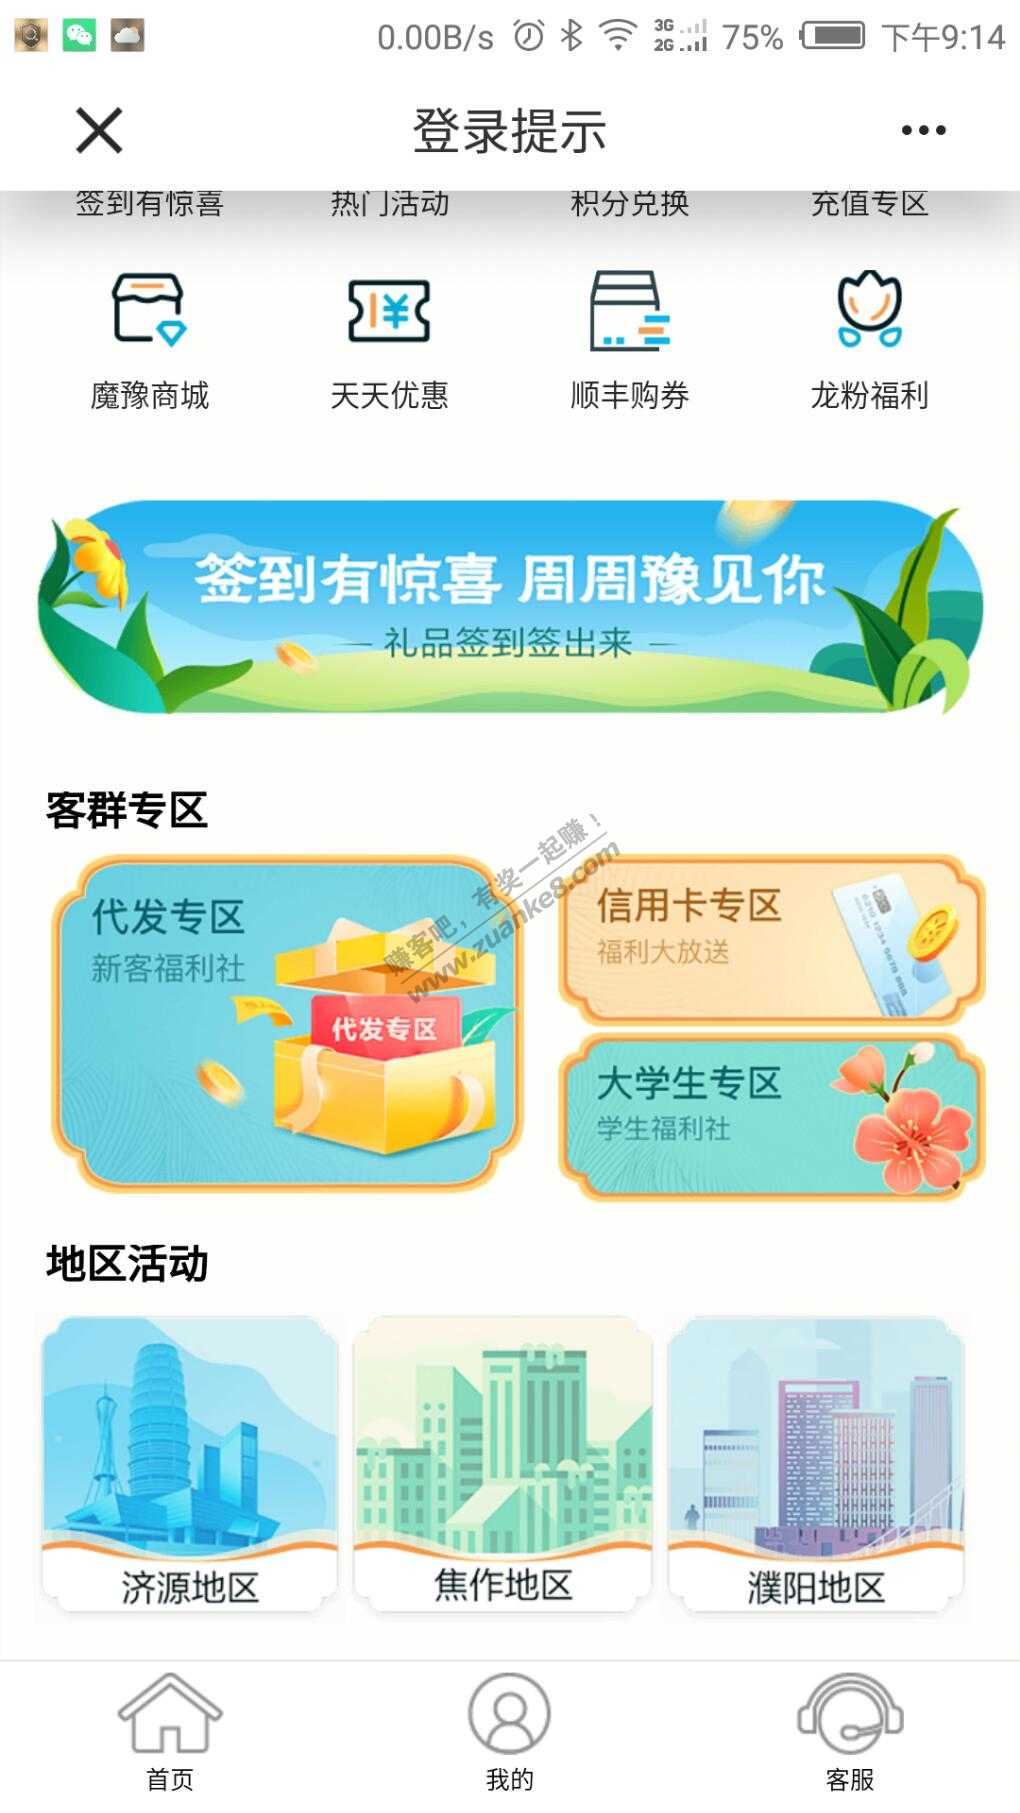 0.00B/s 3G 2G 75% 下午9:14
登录提示
签到有惊喜 热门活动 积分兑换 充值专区
魔豫商城 天天优惠 顺丰购券 龙粉福利
签到有惊喜 周周豫见你
礼品签到签出来
客群专区
代发专区
新客福利社
代发专区
信用卡专区
福利大放送
大学生专区
学生福利社
赚客吧，有奖一起赚！
www.zuanke8.com
地区活动
济源地区 焦作地区 濮阳地区
首页 我的 客服